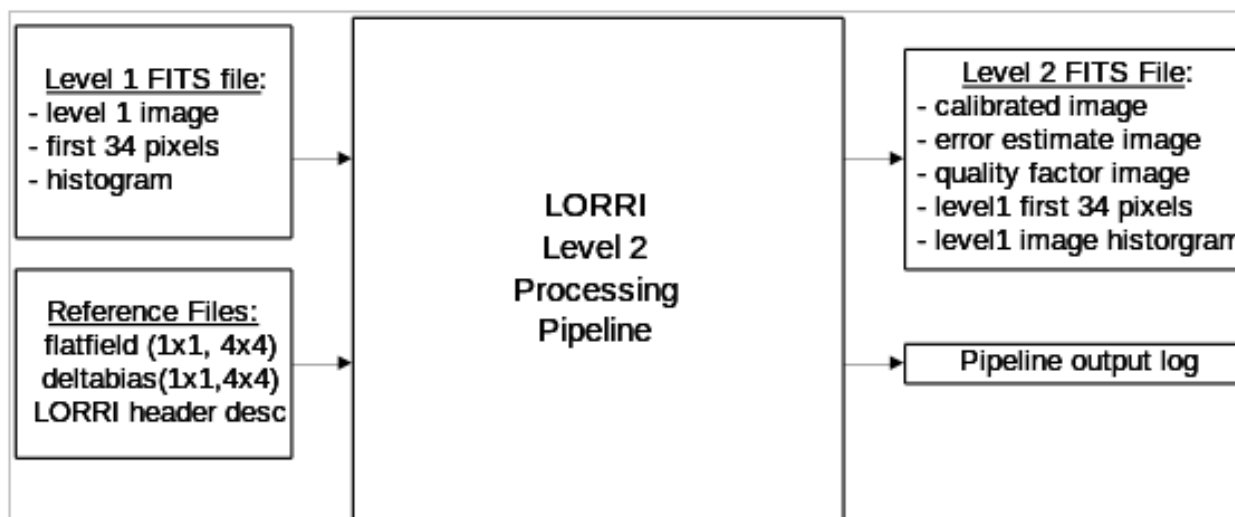 Level 1 FITS file:
- level 1 image
- first 34 pixels
- histogram
Reference Files:
flatfield (1x1, 4x4)
deltabias(1x1,4x4)
LORRI header desc
LORRI
Level 2
Processing
Pipeline
Level 2 FITS File:
- calibrated image
- error estimate image
- quality factor image
- level1 first 34 pixels
- level1 image historgram
Pipeline output log